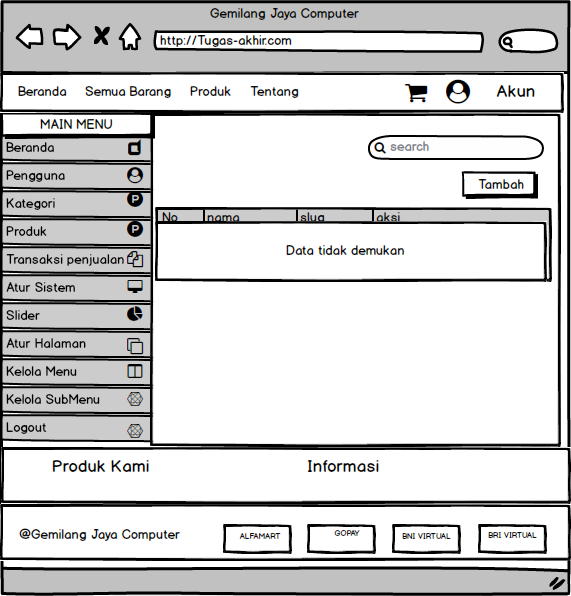 Gemilang Jaya Computer
http://Tugas-akhir.com
Beranda Semua Barang Produk Tentang Akun
MAIN MENU
Beranda
Pengguna
Kategori
Produk
Transaksi penjualan
Atur Sistem
Slider
Atur Halaman
Kelola Menu
Kelola SubMenu
Logout
search
Tambah
No nama slug aksi
Data tidak demukan
Produk Kami Informasi
@Gemilang Jaya Computer ALFAMART GOPAY BNI VIRTUAL BRI VIRTUAL